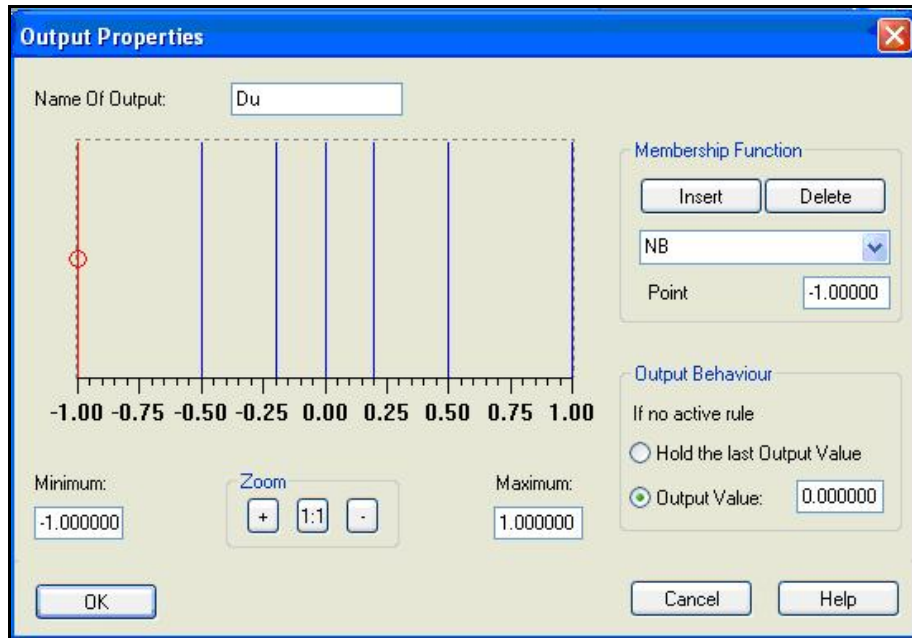 Output Properties
Name Of Output:
Du
-1.00 -0.75 -0.50 -0.25 0.00 0.25 0.50 0.75 1.00
Membership Function
Insert
Delete
NB
Point
-1.00000
Output Behaviour
If no active rule
Hold the last Output Value
Output Value:
0.000000
Minimum:
-1.000000
Zoom
+
1:1
-
Maximum:
1.000000
OK
Cancel
Help